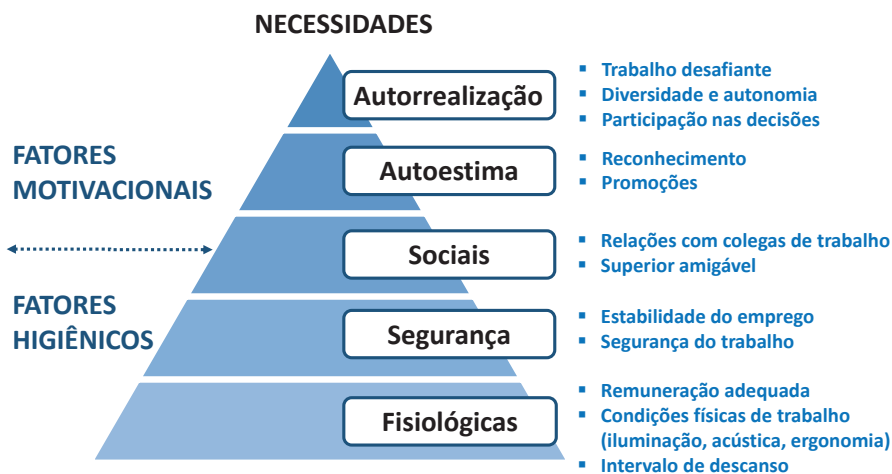 NECESSIDADES
Autorrealização
▪ Trabalho desafiante
▪ Diversidade e autonomia
▪ Participação nas decisões
FATORES
MOTIVACIONAIS
Autoestima
▪ Reconhecimento
▪ Promoções
Sociais
▪ Relações com colegas de trabalho
▪ Superior amigável
FATORES
HIGIÊNICOS
Segurança
▪ Estabilidade do emprego
▪ Segurança do trabalho
Fisiológicas
▪ Remuneração adequada
▪ Condições físicas de trabalho
(iluminação, acústica, ergonomia)
▪ Intervalo de descanso